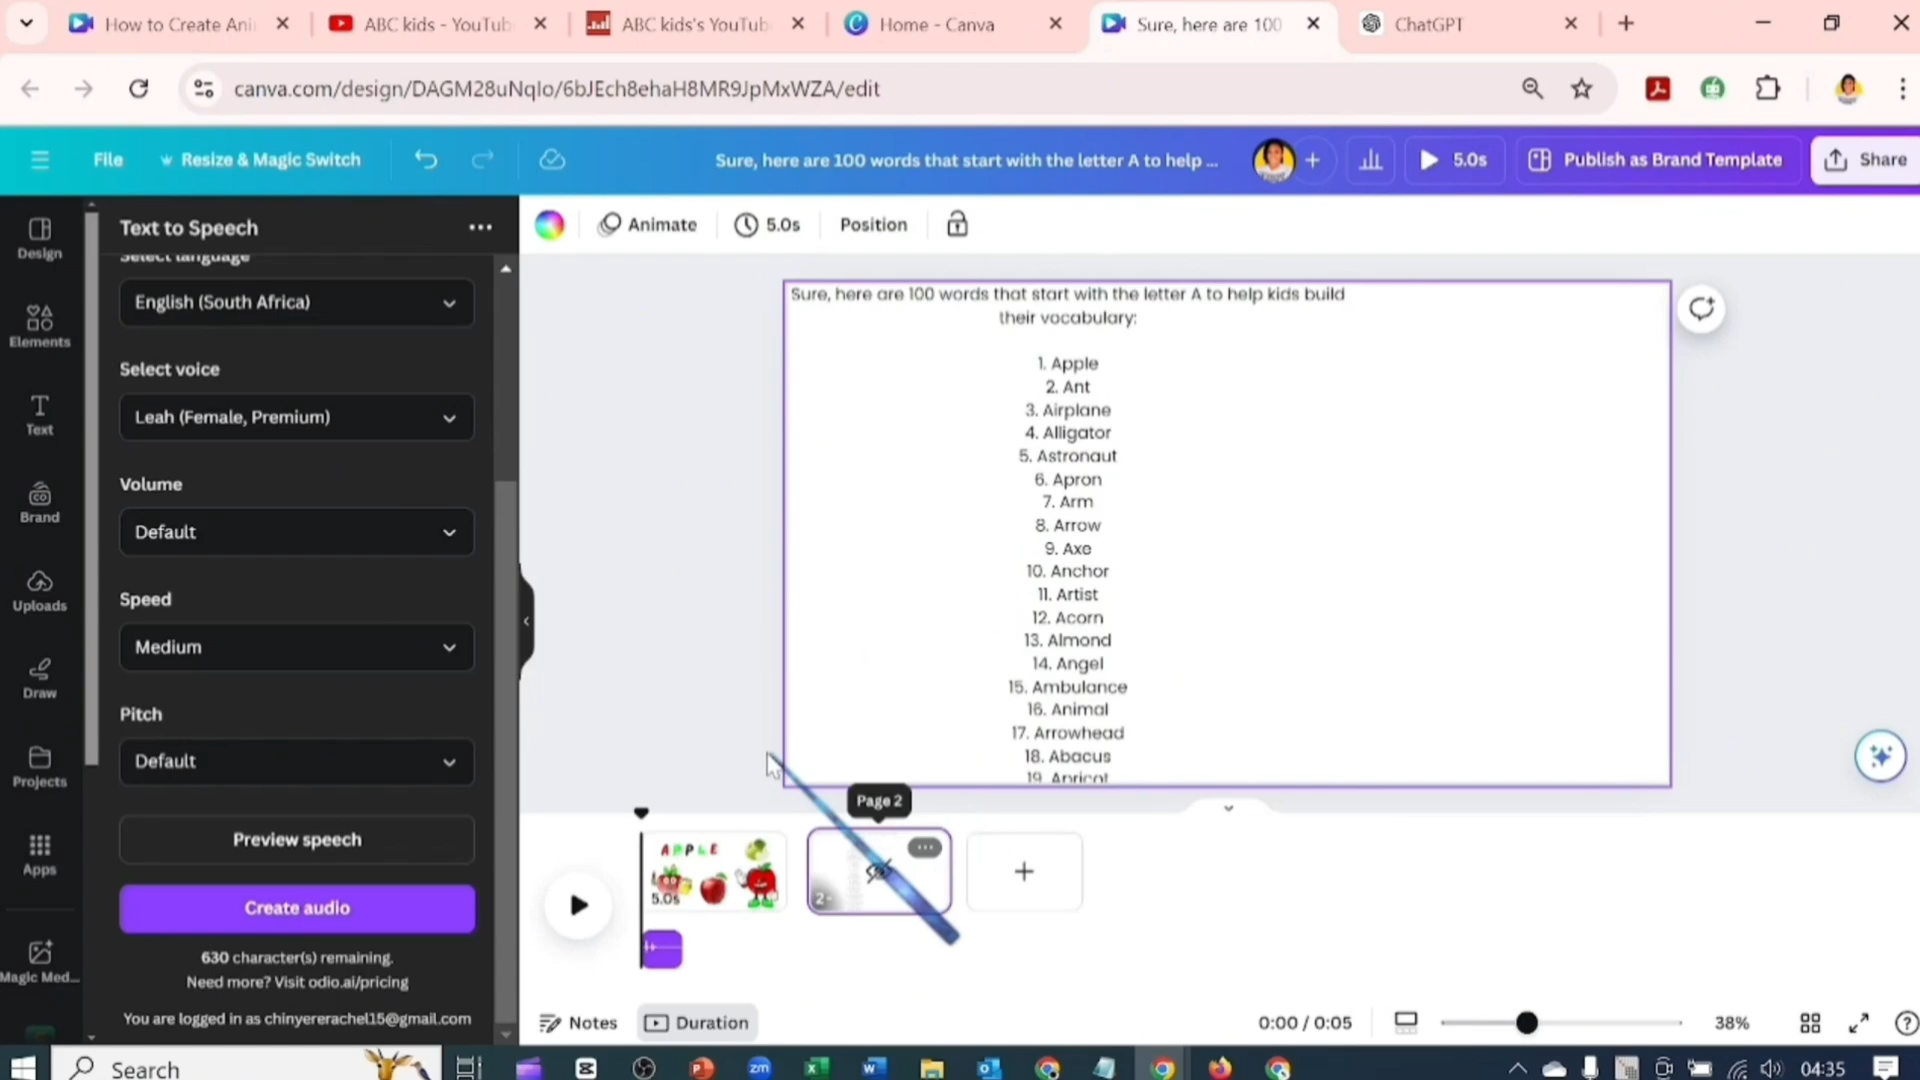 How to Create Ani
ABC kids - YouTub
ABC kids's YouTub
Home - Canva
Sure, here are 100
ChatGPT
canva.com/design/DAGM28uNqIo/6bJEch8ehaH8MR9JpMxWZA/edit
File
Resize & Magic Switch
Sure, here are 100 words that start with the letter A to help ...
5.0s
Publish as Brand Template
Share
Design
Elements
Text
Brand
Uploads
Draw
Projects
Apps
Magic Med...
Text to Speech
Select language
English (South Africa)
Select voice
Leah (Female, Premium)
Volume
Default
Speed
Medium
Pitch
Default
Preview speech
Create audio
630 character(s) remaining.
Need more? Visit odio.ai/pricing
You are logged in as chinyererachel15@gmail.com
Animate
5.0s
Position
Sure, here are 100 words that start with the letter A to help kids build
their vocabulary:
1. Apple
2. Ant
3. Airplane
4. Alligator
5. Astronaut
6. Apron
7. Arm
8. Arrow
9. Axe
10. Anchor
11. Artist
12. Acorn
13. Almond
14. Angel
15. Ambulance
16. Animal
17. Arrowhead
18. Abacus
19. Apricot
Page 2
APPLE
5.0s
2
Notes
Duration
0:00 / 0:05
38%
Search
04:35